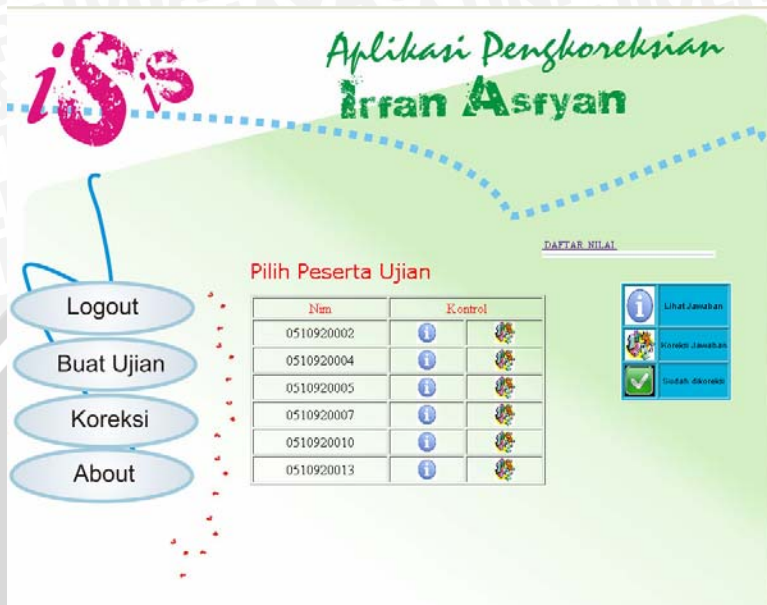 iSis
Aplikasi Pengkoreksian
Irfan Asfyan
DAFTAR NILAI
Pilih Peserta Ujian
Nim Kontrol
0510920002
0510920004
0510920005
0510920007
0510920010
0510920013
Logout
Buat Ujian
Koreksi
About
Lihat Jawaban
Koreksi Jawaban
Sudah dikoreksi